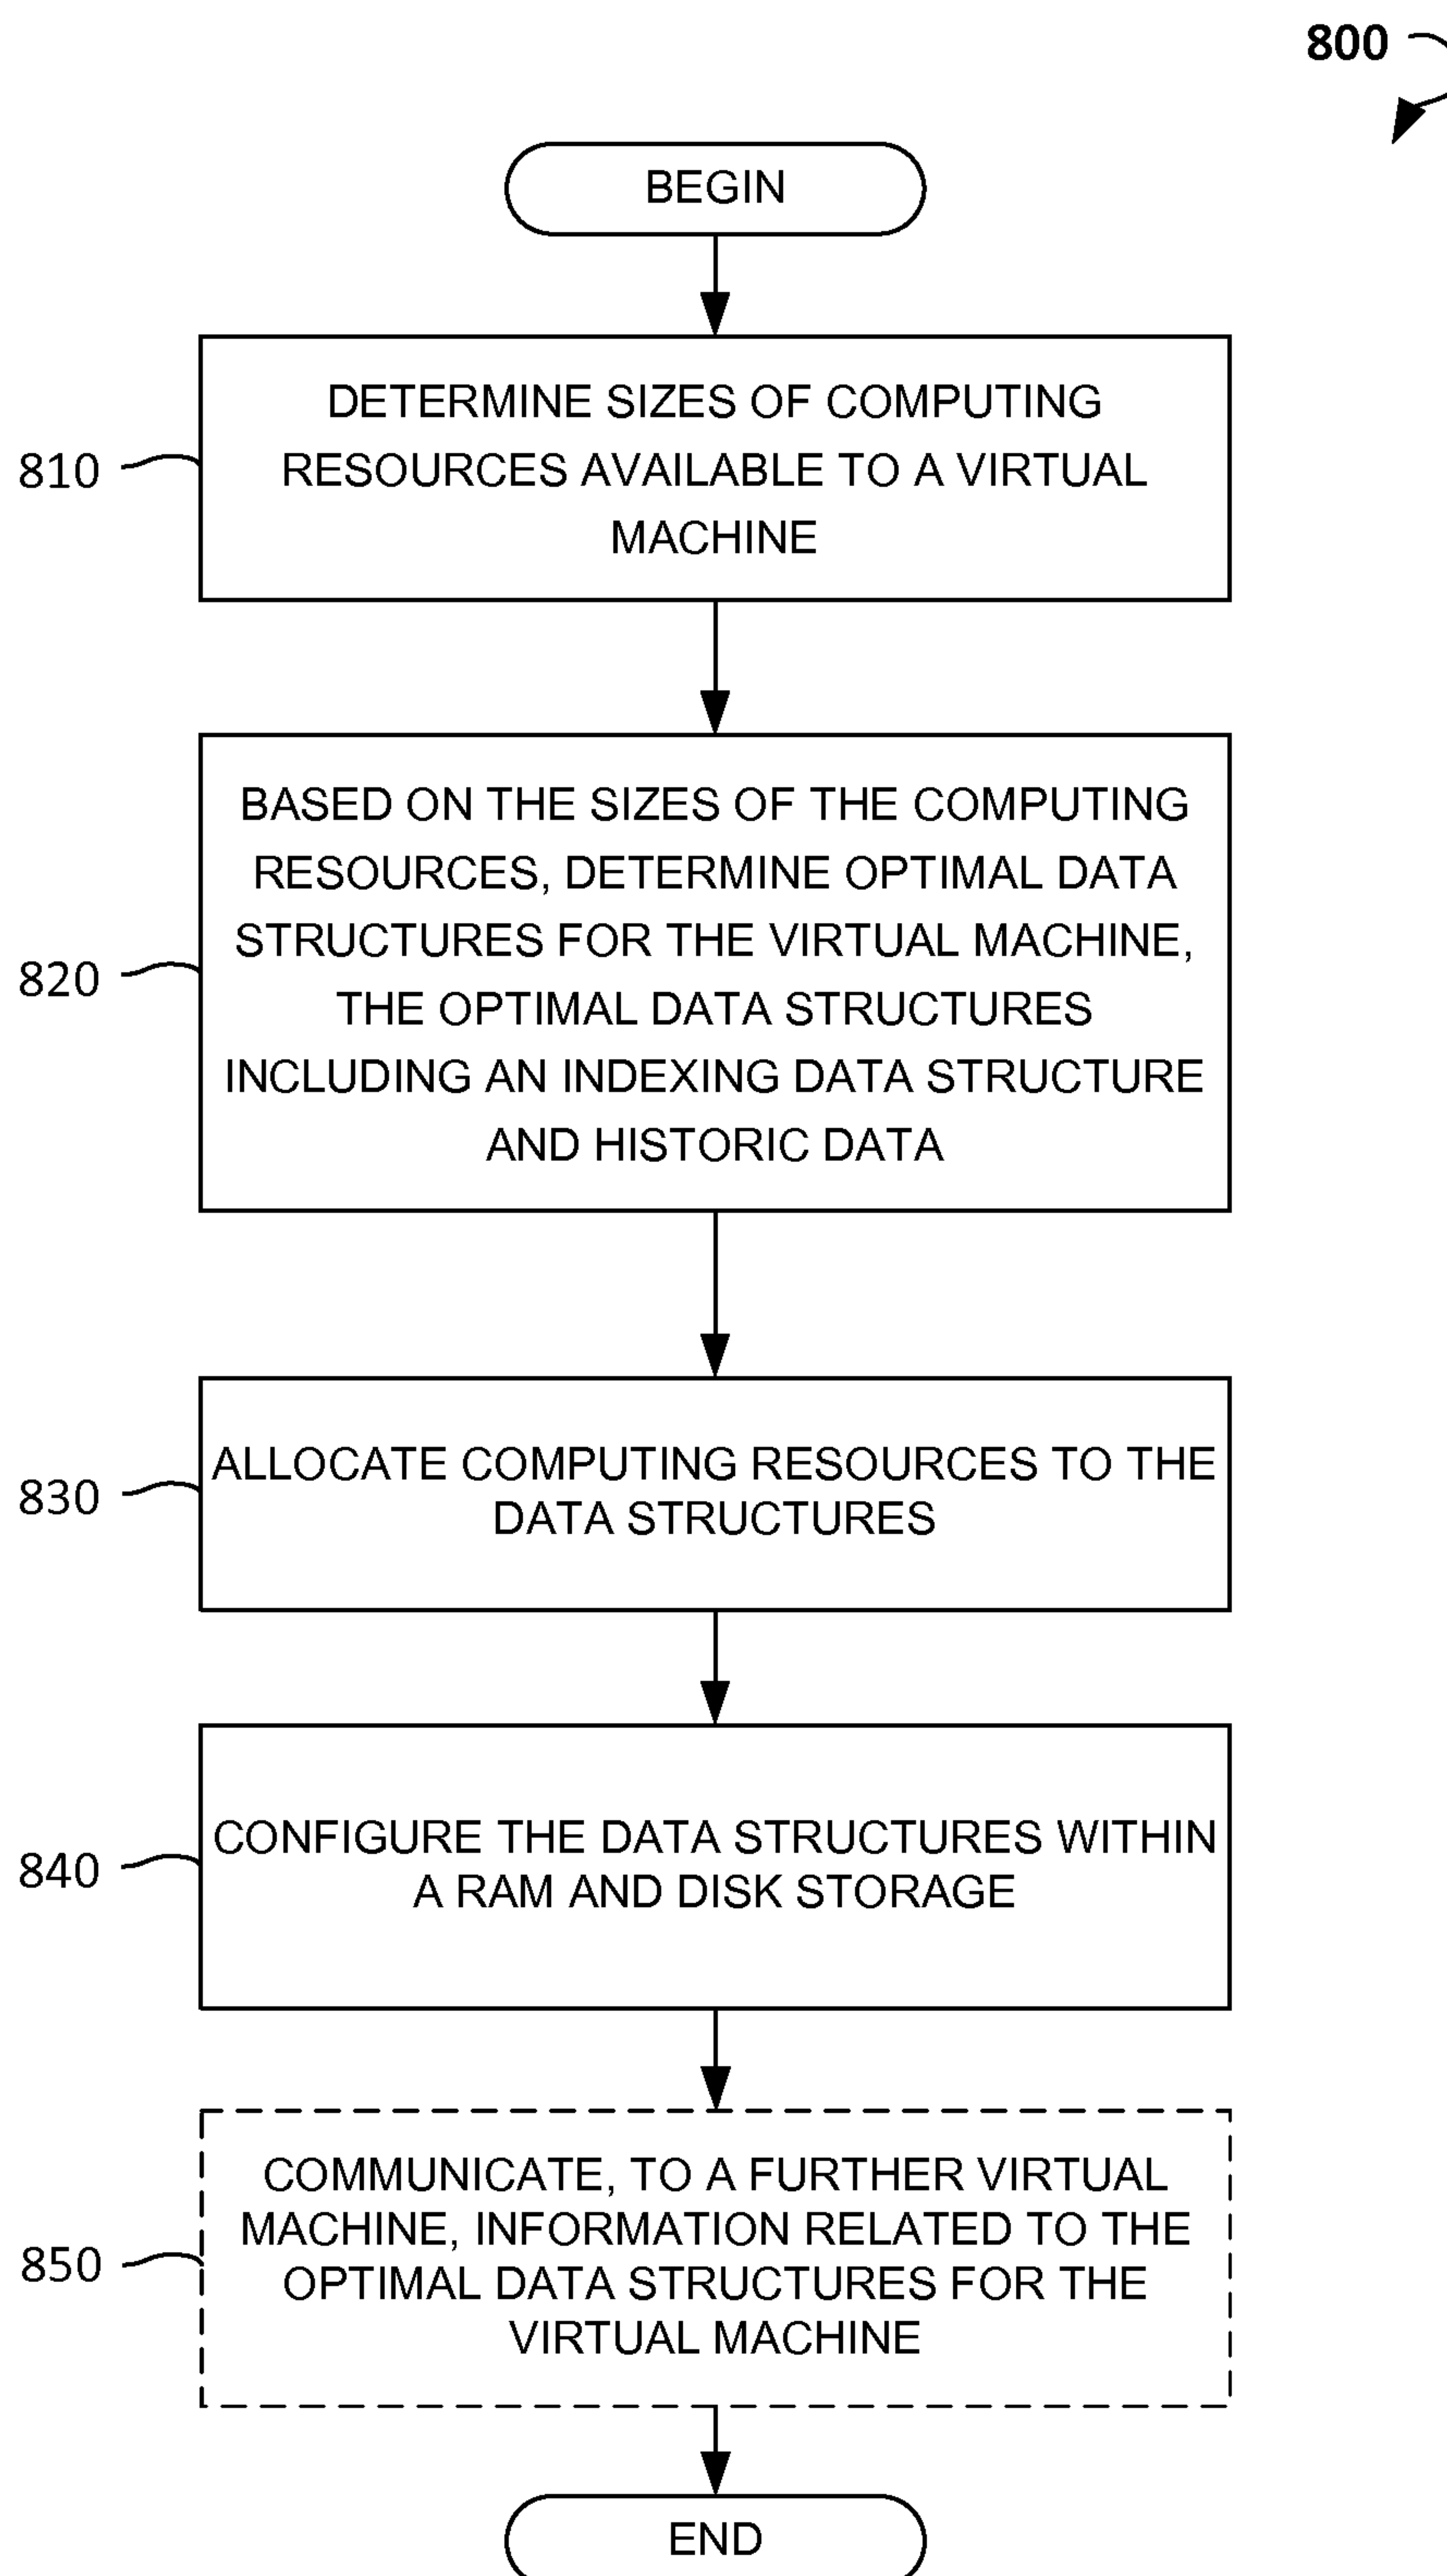 800
BEGIN
810
DETERMINE SIZES OF COMPUTING
RESOURCES AVAILABLE TO A VIRTUAL
MACHINE
820
BASED ON THE SIZES OF THE COMPUTING
RESOURCES, DETERMINE OPTIMAL DATA
STRUCTURES FOR THE VIRTUAL MACHINE,
THE OPTIMAL DATA STRUCTURES
INCLUDING AN INDEXING DATA STRUCTURE
AND HISTORIC DATA
830
ALLOCATE COMPUTING RESOURCES TO THE
DATA STRUCTURES
840
CONFIGURE THE DATA STRUCTURES WITHIN
A RAM AND DISK STORAGE
850
COMMUNICATE, TO A FURTHER VIRTUAL
MACHINE, INFORMATION RELATED TO THE
OPTIMAL DATA STRUCTURES FOR THE
VIRTUAL MACHINE
END